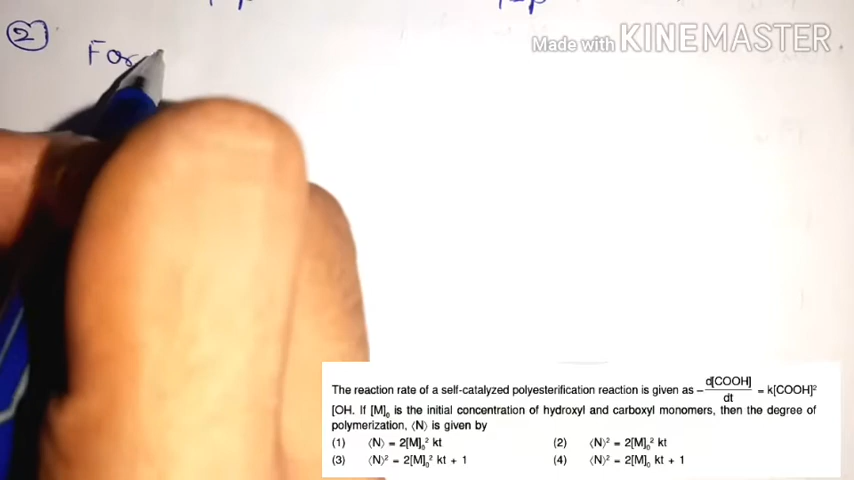 Made with KINEMASTER
2
For
The reaction rate of a self-catalyzed polyesterification reaction is given as -d[COOH]/dt = k[COOH]²
[OH. If [M]₀ is the initial concentration of hydroxyl and carboxyl monomers, then the degree of
polymerization, ⟨N⟩ is given by
(1) ⟨N⟩ = 2[M]₀² kt (2) ⟨N⟩² = 2[M]₀² kt
(3) ⟨N⟩² = 2[M]₀² kt + 1 (4) ⟨N⟩² = 2[M]₀ kt + 1